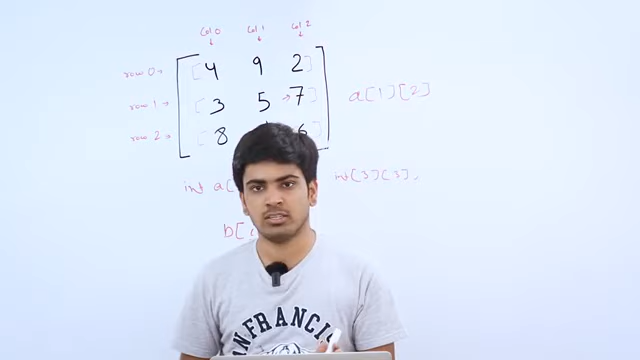 col 0 col 1 col 2
row 0 → [ 4 9 2 ]
row 1 → [ 3 5 → 7 ] a[1][2]
row 2 → [ 8 6 ]
int a[ int[3][3];
b[
ANFRANCIS